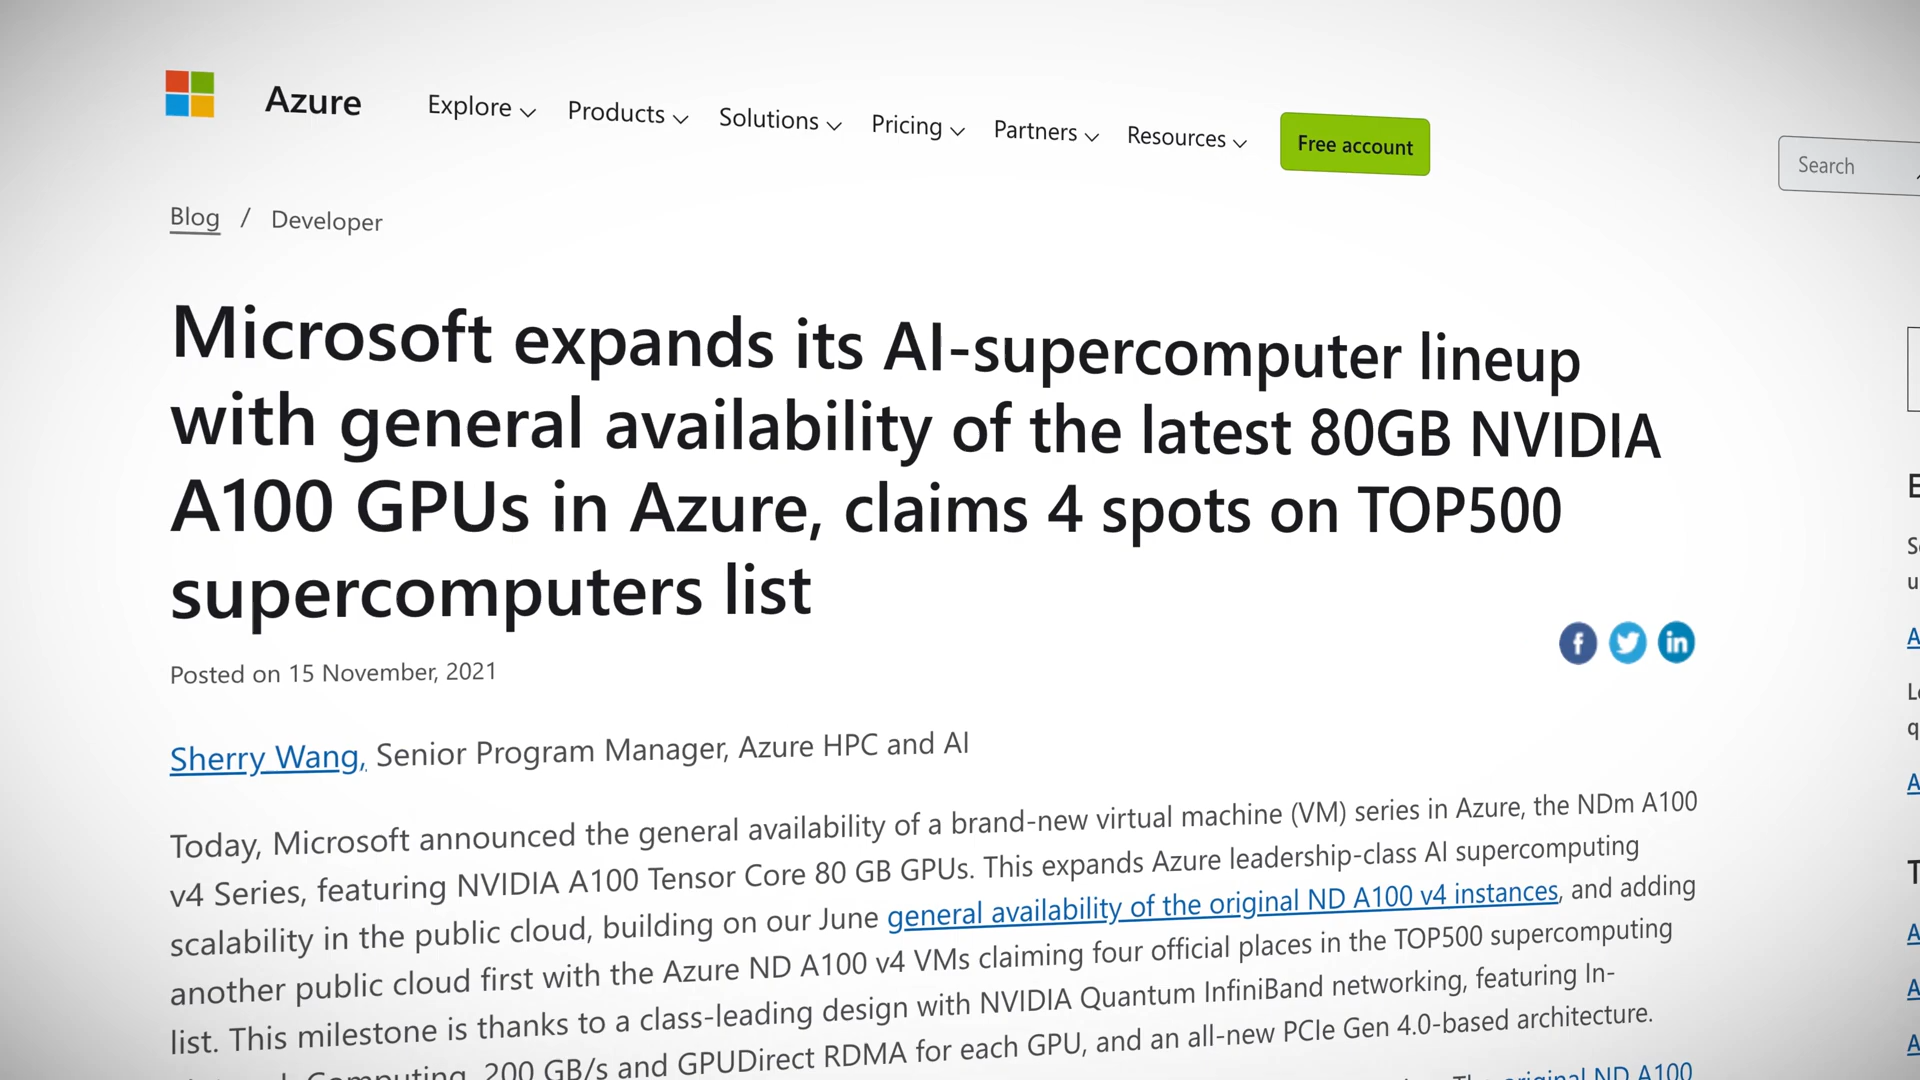 Azure Explore Products Solutions Pricing Partners Resources Free account Search
Blog / Developer
Microsoft expands its AI-supercomputer lineup
with general availability of the latest 80GB NVIDIA
A100 GPUs in Azure, claims 4 spots on TOP500
supercomputers list
Posted on 15 November, 2021
Sherry Wang, Senior Program Manager, Azure HPC and AI
Today, Microsoft announced the general availability of a brand-new virtual machine (VM) series in Azure, the NDm A100
v4 Series, featuring NVIDIA A100 Tensor Core 80 GB GPUs. This expands Azure leadership-class AI supercomputing
scalability in the public cloud, building on our June general availability of the original ND A100 v4 instances, and adding
another public cloud first with the Azure ND A100 v4 VMs claiming four official places in the TOP500 supercomputing
list. This milestone is thanks to a class-leading design with NVIDIA Quantum InfiniBand networking, featuring In-
Computing, 200 GB/s and GPUDirect RDMA for each GPU, and an all-new PCIe Gen 4.0-based architecture.
original ND A100